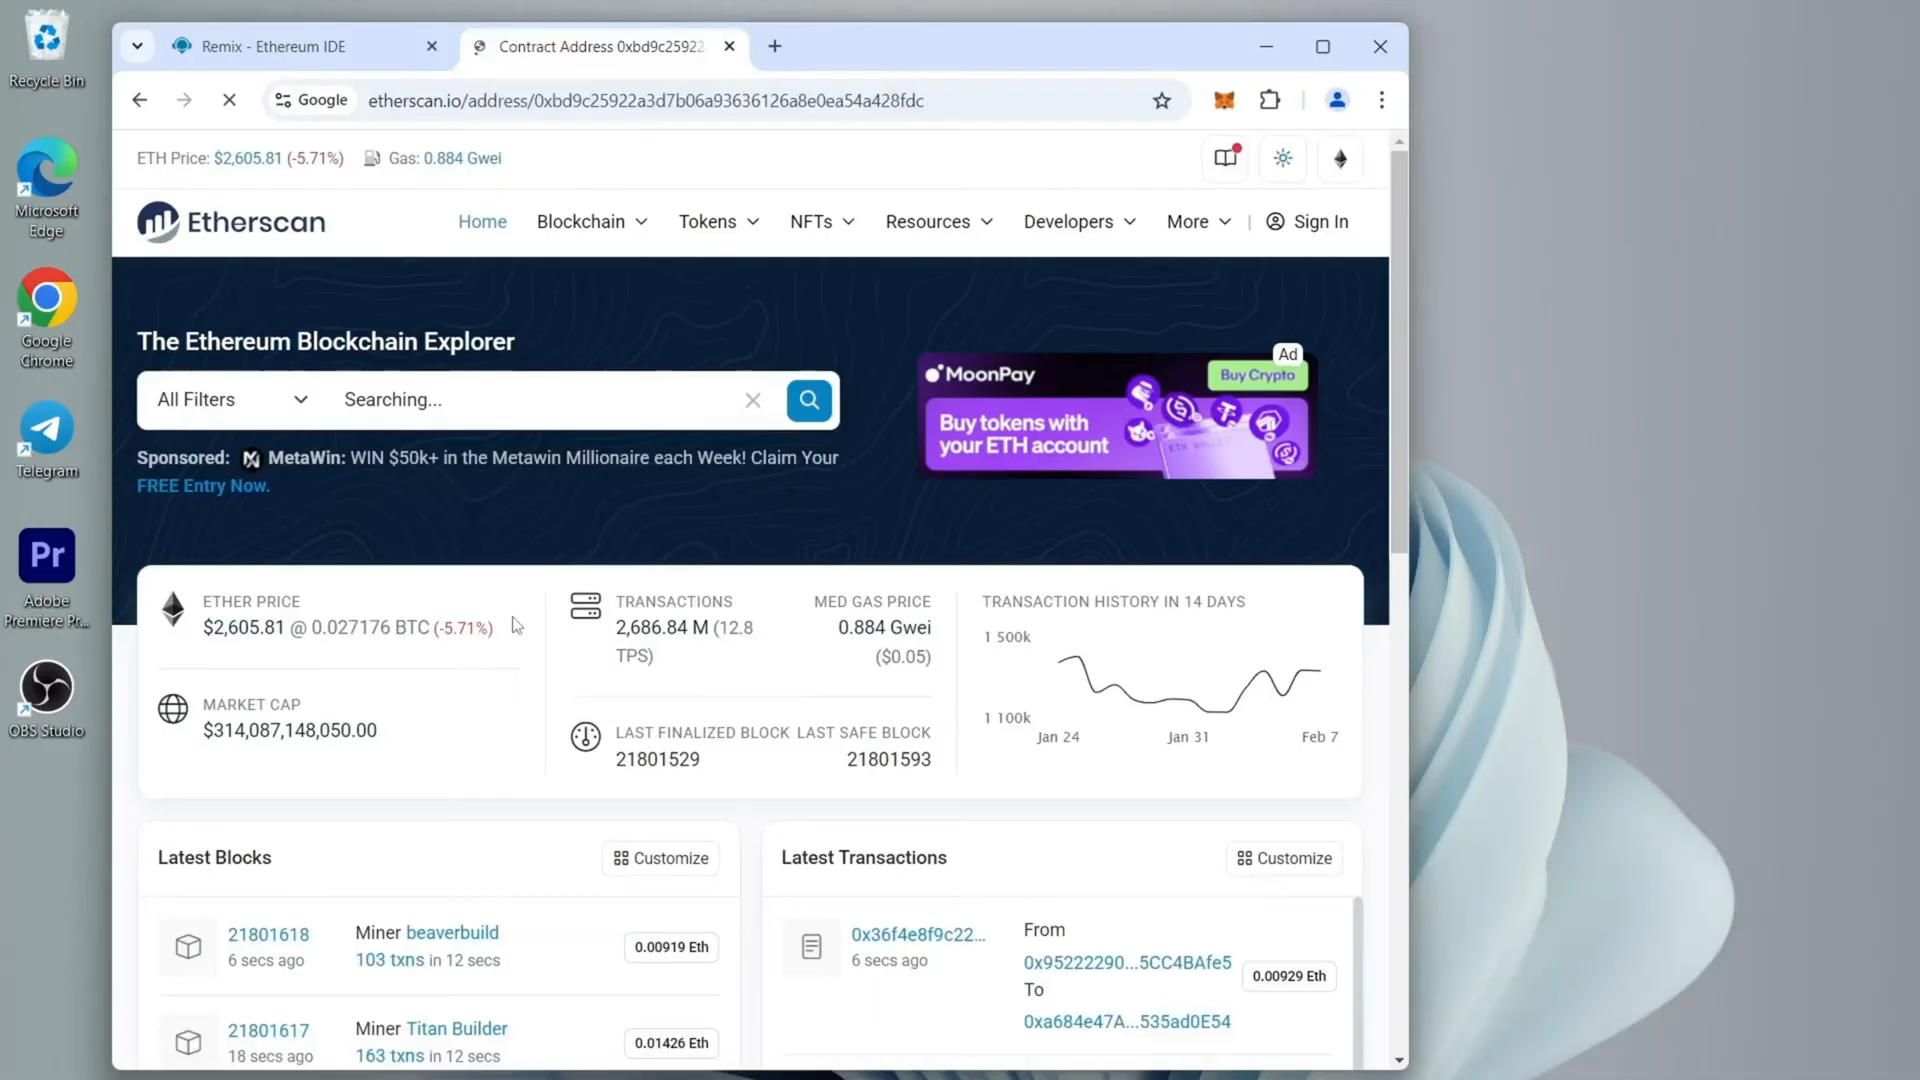 Recycle Bin
Microsoft
Edge
Google
Chrome
Telegram
Pr
Adobe
Premiere Pr...
OBS Studio
Remix - Ethereum IDE
Contract Address 0xbd9c25922
Google
etherscan.io/address/0xbd9c25922a3d7b06a93636126a8e0ea54a428fdc
ETH Price: $2,605.81 (-5.71%) Gas: 0.884 Gwei
Etherscan
Home Blockchain Tokens NFTs Resources Developers More | Sign In
The Ethereum Blockchain Explorer
All Filters Searching...
Sponsored: MetaWin: WIN $50k+ in the Metawin Millionaire each Week! Claim Your
FREE Entry Now.
Ad
MoonPay
Buy Crypto
Buy tokens with
your ETH account
ETHER PRICE
$2,605.81 @ 0.027176 BTC (-5.71%)
MARKET CAP
$314,087,148,050.00
TRANSACTIONS
2,686.84 M (12.8
TPS)
MED GAS PRICE
0.884 Gwei
($0.05)
LAST FINALIZED BLOCK
21801529
LAST SAFE BLOCK
21801593
TRANSACTION HISTORY IN 14 DAYS
1 500k
1 100k
Jan 24 Jan 31 Feb 7
Latest Blocks
Customize
21801618
6 secs ago
Miner beaverbuild
103 txns in 12 secs
0.00919 Eth
21801617
18 secs ago
Miner Titan Builder
163 txns in 12 secs
0.01426 Eth
Latest Transactions
Customize
0x36f4e8f9c22...
6 secs ago
From
0x95222290...5CC4BAfe5
To
0xa684e47A...535ad0E54
0.00929 Eth